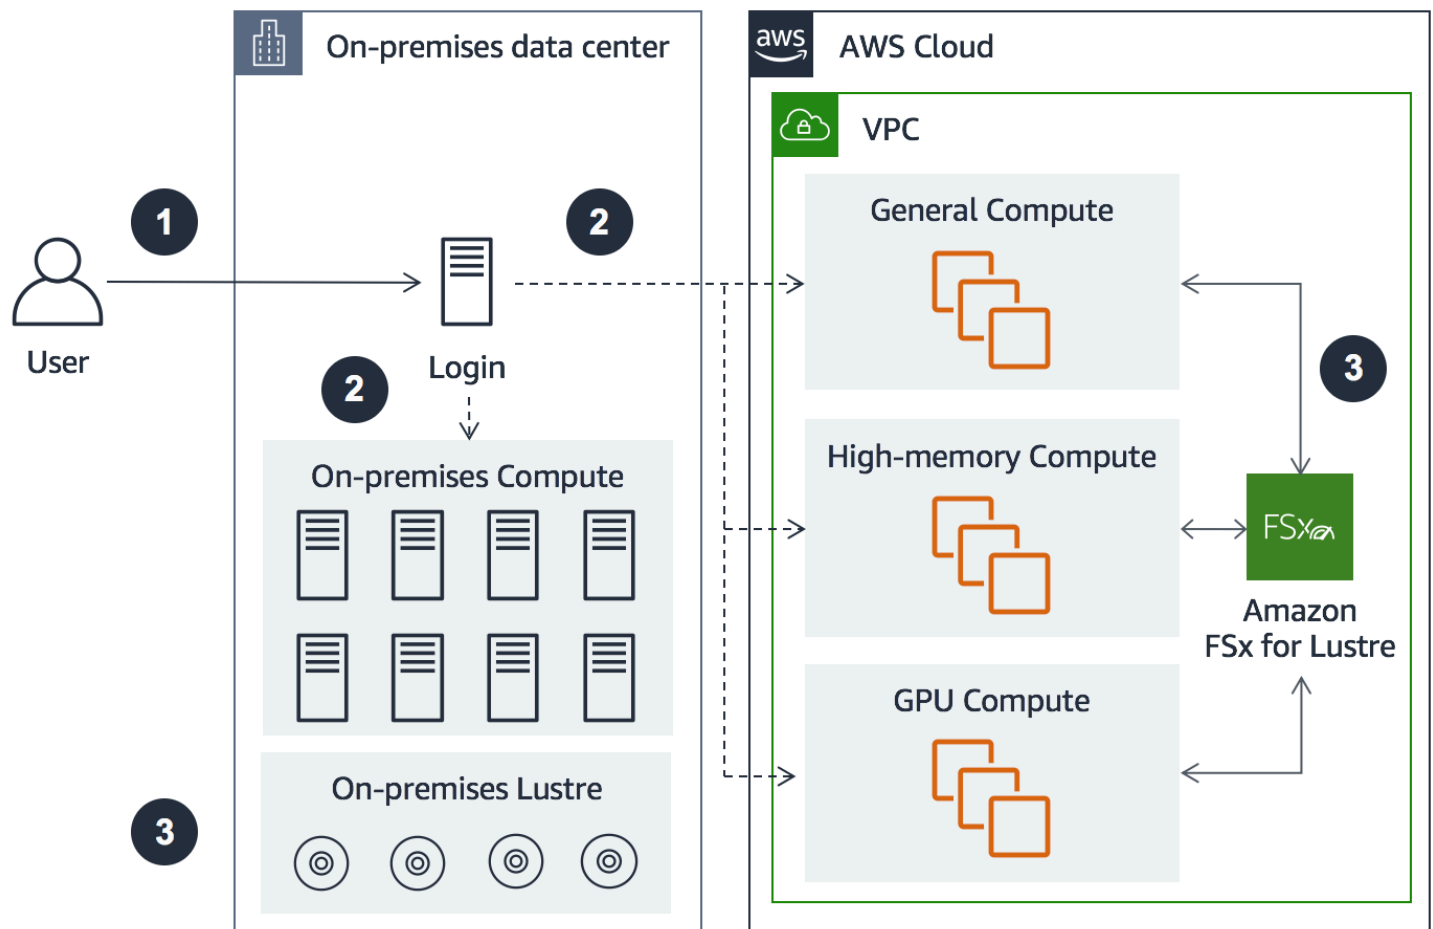 On-premises data center
aws
AWS Cloud
VPC
1
2
General Compute
User
Login
2
3
On-premises Compute
High-memory Compute
FSx
Amazon
FSx for Lustre
GPU Compute
On-premises Lustre
3